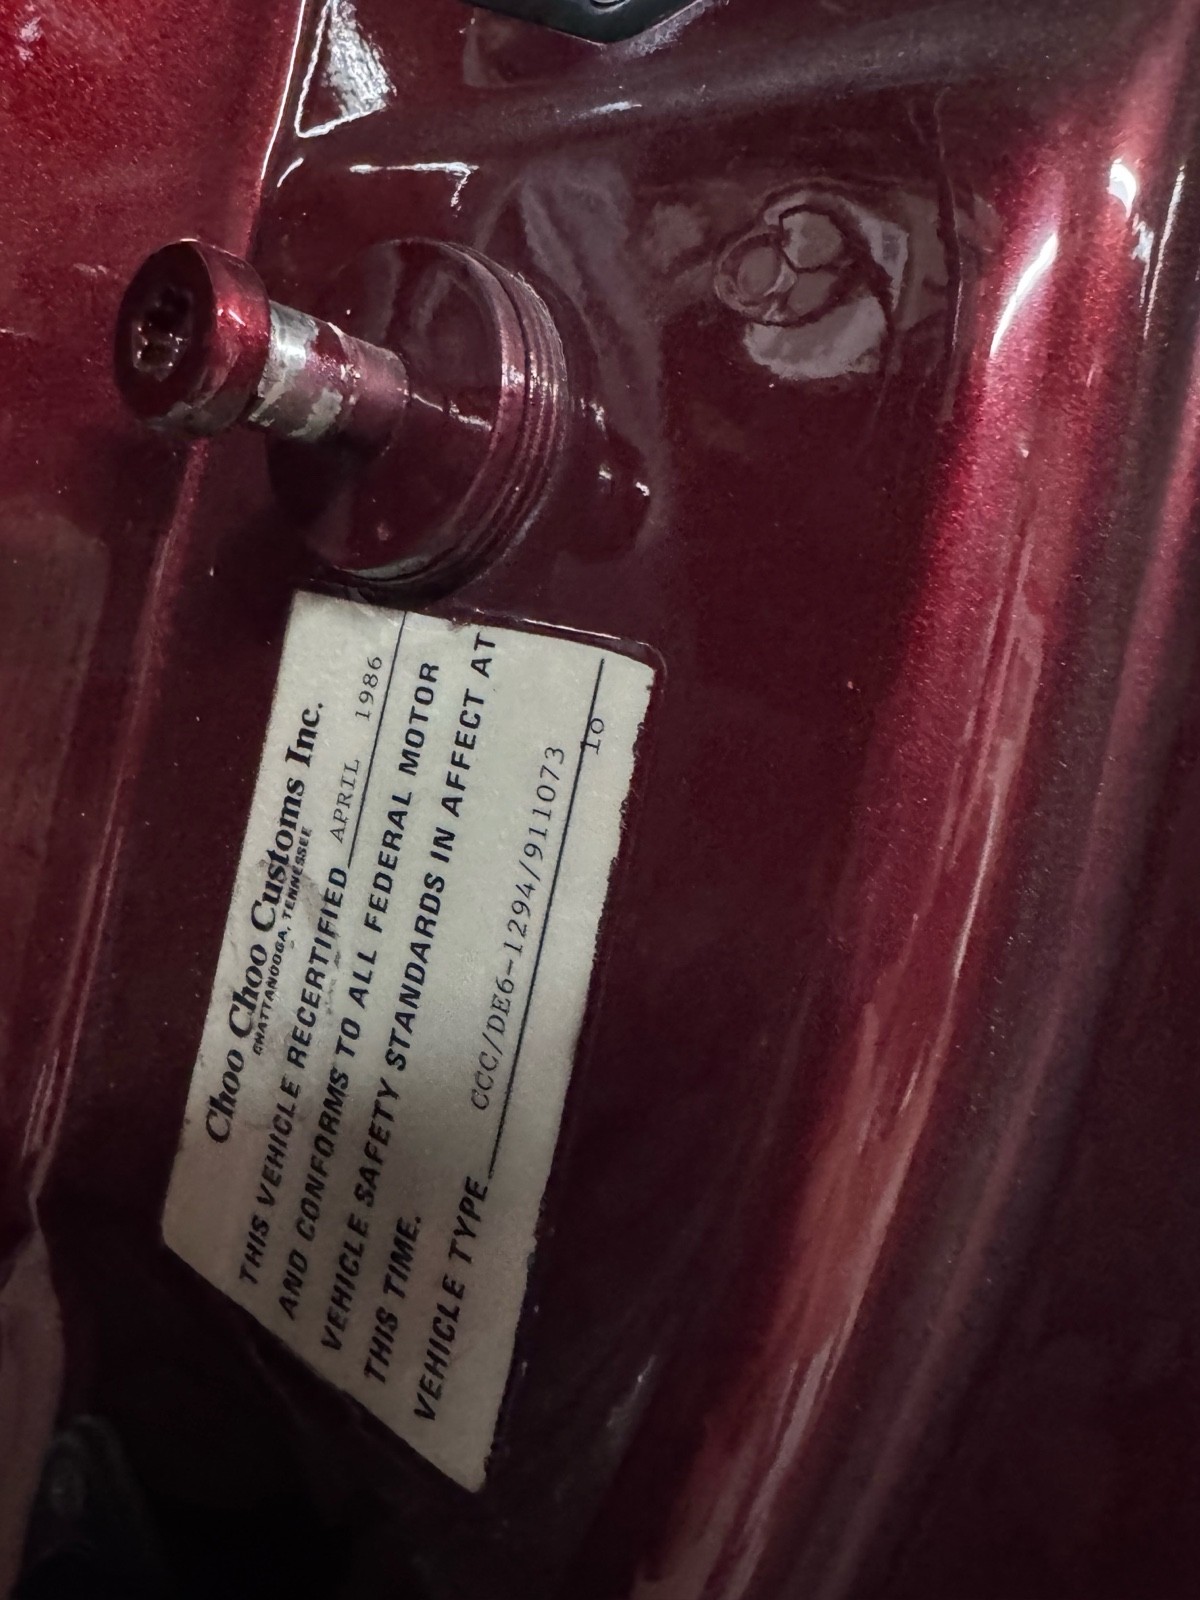 Choo Choo Customs Inc.
CHATTANOOGA, TENNESSEE
THIS VEHICLE RECERTIFIED APRIL 1986
AND CONFORMS TO ALL FEDERAL MOTOR
VEHICLE SAFETY STANDARDS IN AFFECT AT
THIS TIME.
VEHICLE TYPE CCC/DE6-1294/911073
10